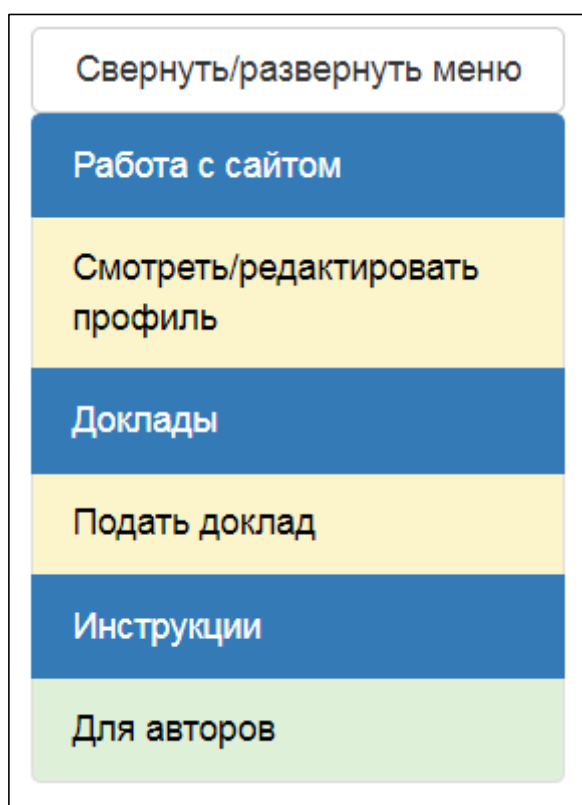 Свернуть/развернуть меню
Работа с сайтом
Смотреть/редактировать
профиль
Доклады
Подать доклад
Инструкции
Для авторов